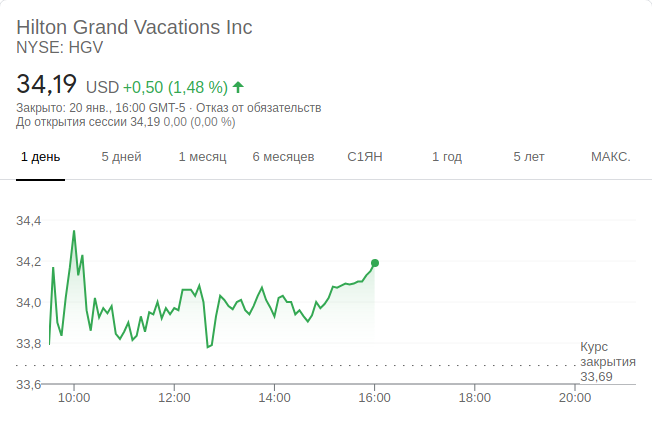 Hilton Grand Vacations Inc
NYSE: HGV
34,19 USD +0,50 (1,48 %)
Закрыто: 20 янв., 16:00 GMT-5 · Отказ от обязательств
До открытия сессии 34,19 0,00 (0,00 %)
1 день 5 дней 1 месяц 6 месяцев С1ЯН 1 год 5 лет МАКС.
34,4
34,2
34,0
33,8
33,6
Курс
закрытия
33,69
10:00 12:00 14:00 16:00 18:00 20:00